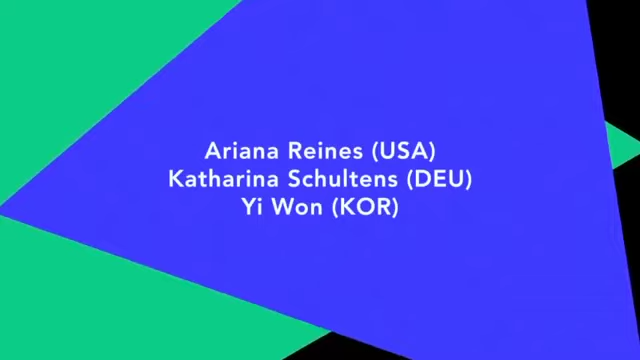 Ariana Reines (USA)
Katharina Schultens (DEU)
Yi Won (KOR)